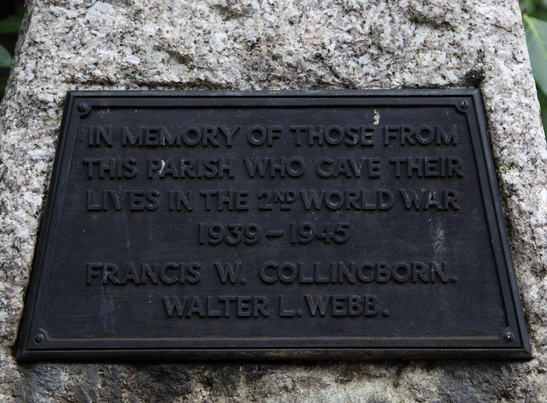 IN MEMORY OF THOSE FROM
THIS PARISH WHO GAVE THEIR
LIVES IN THE 2ND WORLD WAR
1939-1945
FRANCIS W. COLLINGBORN.
WALTER L. WEBB.